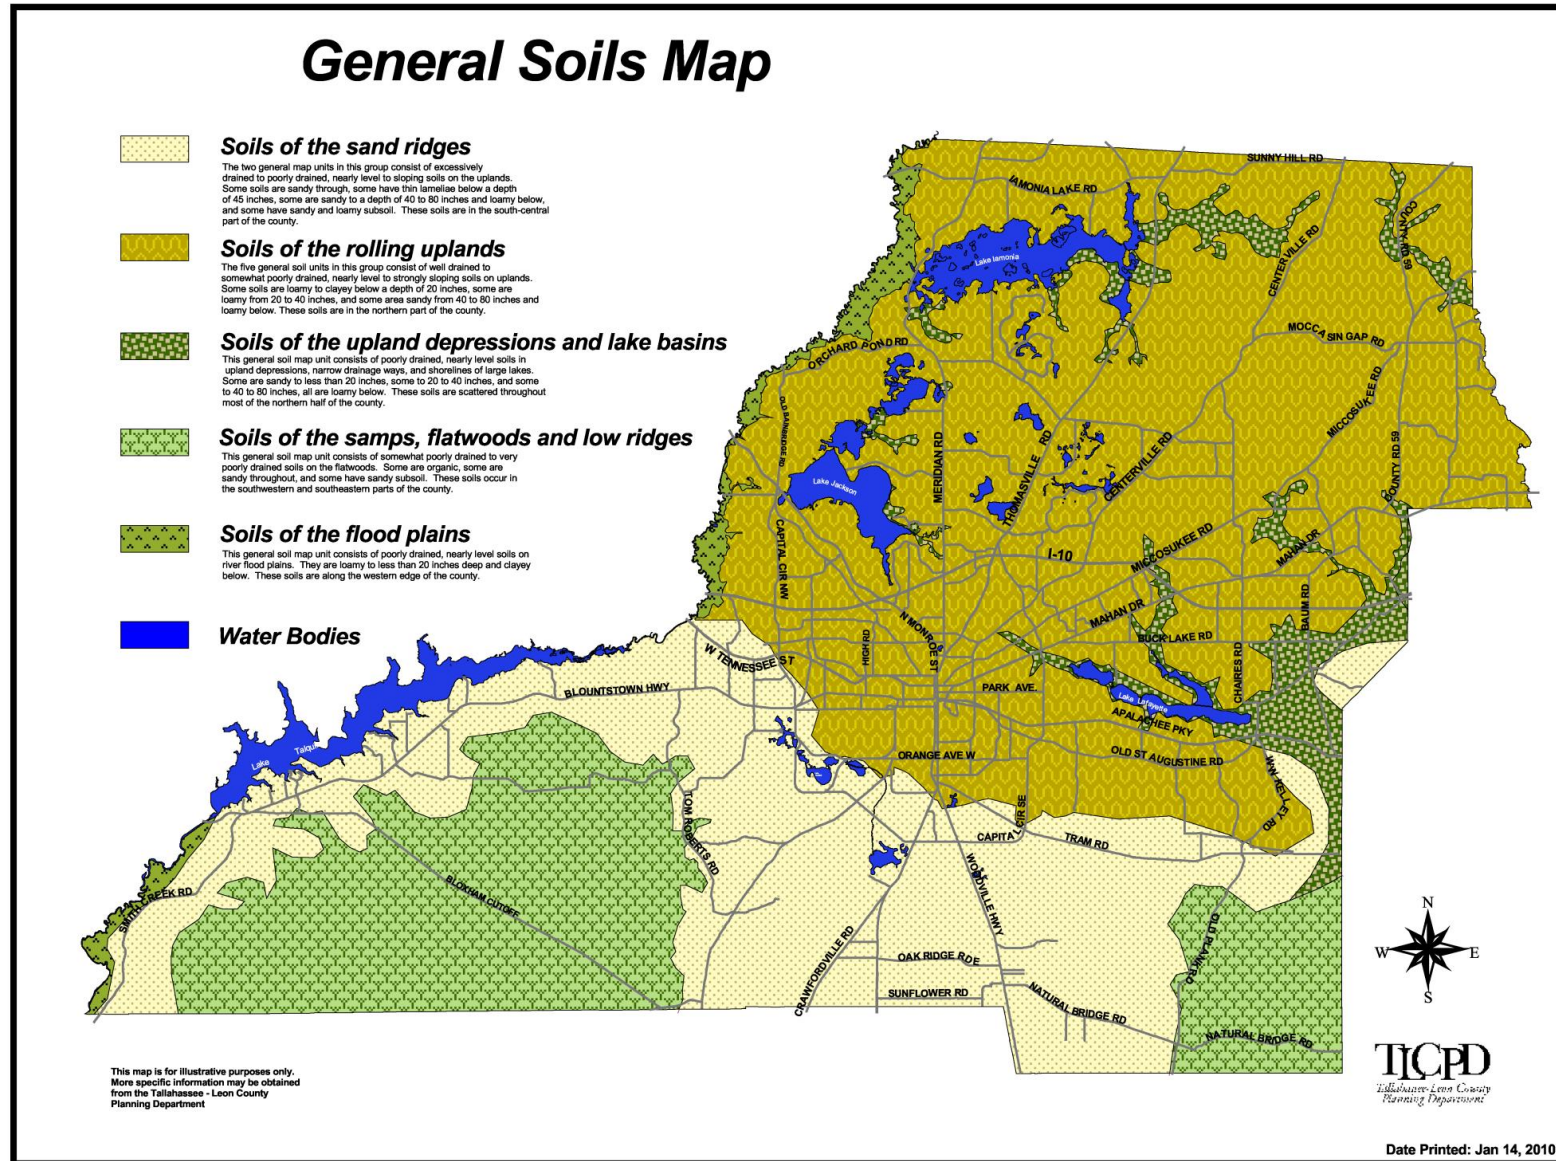 General Soils Map
Soils of the sand ridges
The two general map units in this group consist of excessively
drained to poorly drained, nearly level to sloping soils on the uplands.
Some soils are sandy through, some have thin lameliae below a depth
of 45 inches, some are sandy to a depth of 40 to 80 inches and loamy below,
and some have sandy and loamy subsoil. These soils are in the south-central
part of the county.
Soils of the rolling uplands
The five general soil units in this group consist of well drained to
somewhat poorly drained, nearly level to strongly sloping soils on uplands.
Some soils are loamy to clayey below a depth of 20 inches, some are
loamy from 20 to 40 inches, and some area sandy from 40 to 80 inches and
loamy below. These soils are in the northern part of the county.
Soils of the upland depressions and lake basins
This general soil map unit consists of poorly drained, nearly level soils in
upland depressions, narrow drainage ways, and shorelines of large lakes.
Some are sandy to less than 20 inches, some to 20 to 40 inches, and some
to 40 to 80 inches, all are loamy below. These soils are scattered throughout
most of the northern half of the county.
Soils of the samps, flatwoods and low ridges
This general soil map unit consists of somewhat poorly drained to very
poorly drained soils on the flatwoods. Some are organic, some are
sandy throughout, and some have sandy subsoil. These soils occur in
the southwestern and southeastern parts of the county.
Soils of the flood plains
This general soil map unit consists of poorly drained, nearly level soils on
river flood plains. They are loamy to less than 20 inches deep and clayey
below. These soils are along the western edge of the county.
Water Bodies
SUNNY HILL RD
IAMONIA LAKE RD
COUNTY RD 59
CENTERVILLE RD
Lake Iamonia
MOCCASIN GAP RD
ORCHARD POND RD
MICCOSUKEE RD
OLD BAINBRIDGE RD
MERIDIAN RD
THOMASVILLE RD
CENTERVILLE RD
COUNTY RD 59
Lake Jackson
CAPITAL CIR NW
I-10
MICCOSUKEE RD
MAHAN DR
MAHAN DR
BAUM RD
HIGH RD
N MONROE ST
BUCK LAKE RD
W TENNESSEE ST
CHAIRES RD
BLOUNTSTOWN HWY
PARK AVE.
Lake Lafayette
APALACHEE PKY
Lake
Talqu
ORANGE AVE W
OLD ST AUGUSTINE RD
WW KELLEY RD
TOM ROBERTS RD
CAPITAL CIR SE
TRAM RD
SMITH CREEK RD
BLOXHAM CUTOFF
WOODVILLE HWY
CRAWFORDVILLE RD
OAK RIDGE RD E
OLD PLANK RD
SUNFLOWER RD
NATURAL BRIDGE RD
NATURAL BRIDGE RD
N
W
E
S
This map is for illustrative purposes only.
More specific information may be obtained
from the Tallahassee - Leon County
Planning Department
TLCPD
Tallahassee-Leon County
Planning Department
Date Printed: Jan 14, 2010